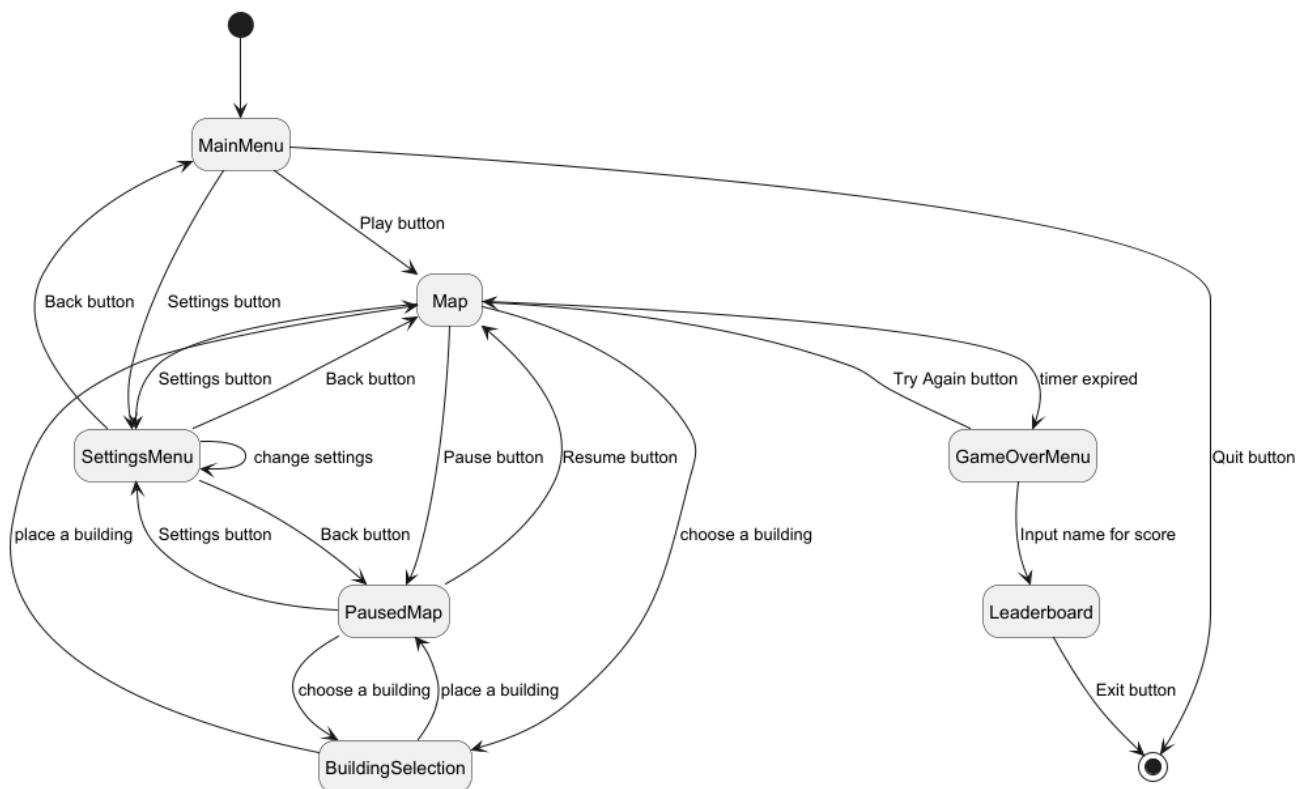 MainMenu
Play button
Back button
Settings button
Map
Settings button
Back button
Try Again button
timer expired
SettingsMenu
change settings
Pause button
Resume button
GameOverMenu
Quit button
place a building
Settings button
Back button
choose a building
Input name for score
PausedMap
Leaderboard
choose a building
place a building
Exit button
BuildingSelection